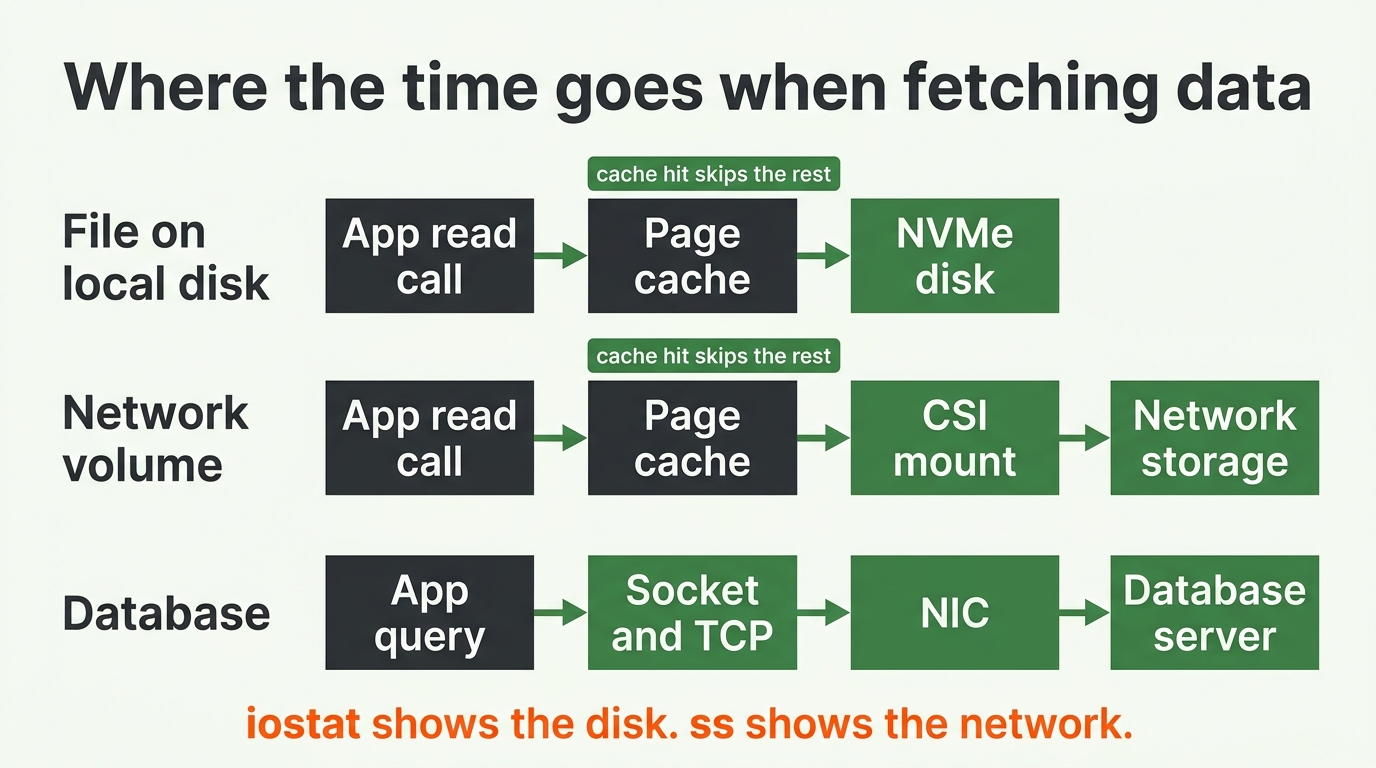 Where the time goes when fetching data
cache hit skips the rest
File on
local disk
App read
call
Page
cache
NVMe
disk
cache hit skips the rest
Network
volume
App read
call
Page
cache
CSI
mount
Network
storage
Database
App
query
Socket
and TCP
NIC
Database
server
iostat shows the disk. ss shows the network.